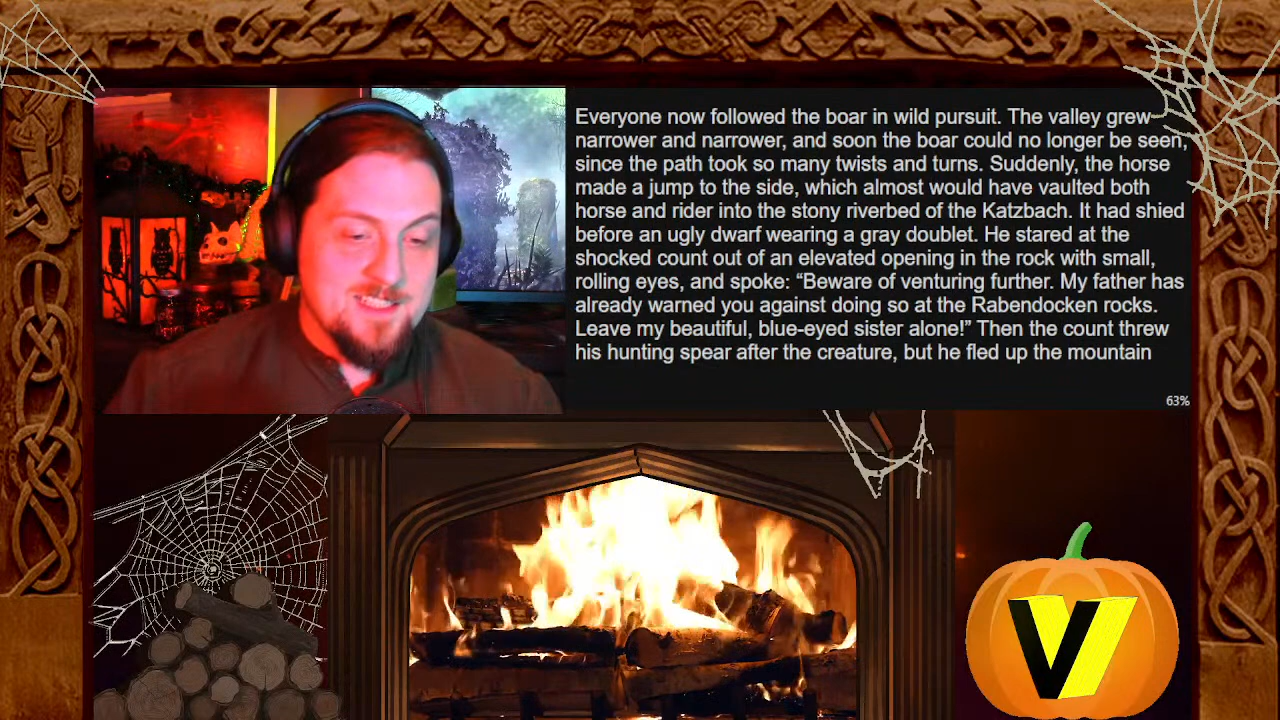 Everyone now followed the boar in wild pursuit. The valley grew
narrower and narrower, and soon the boar could no longer be seen,
since the path took so many twists and turns. Suddenly, the horse
made a jump to the side, which almost would have vaulted both
horse and rider into the stony riverbed of the Katzbach. It had shied
before an ugly dwarf wearing a gray doublet. He stared at the
shocked count out of an elevated opening in the rock with small,
rolling eyes, and spoke: “Beware of venturing further. My father has
already warned you against doing so at the Rabendocken rocks.
Leave my beautiful, blue-eyed sister alone!” Then the count threw
his hunting spear after the creature, but he fled up the mountain
63%
V